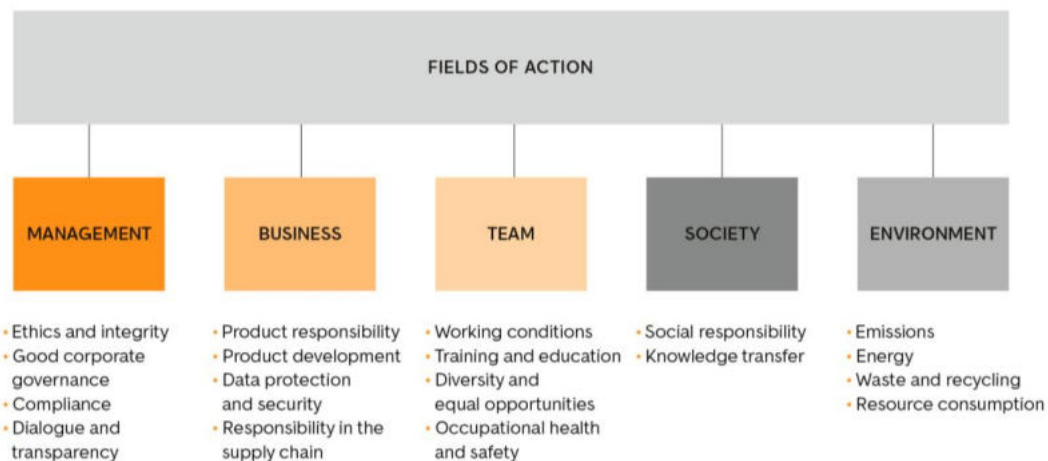 FIELDS OF ACTION
MANAGEMENT
BUSINESS
TEAM
SOCIETY
ENVIRONMENT
• Ethics and integrity
• Good corporate
governance
• Compliance
• Dialogue and
transparency
• Product responsibility
• Product development
• Data protection
and security
• Responsibility in the
supply chain
• Working conditions
• Training and education
• Diversity and
equal opportunities
• Occupational health
and safety
• Social responsibility
• Knowledge transfer
• Emissions
• Energy
• Waste and recycling
• Resource consumption